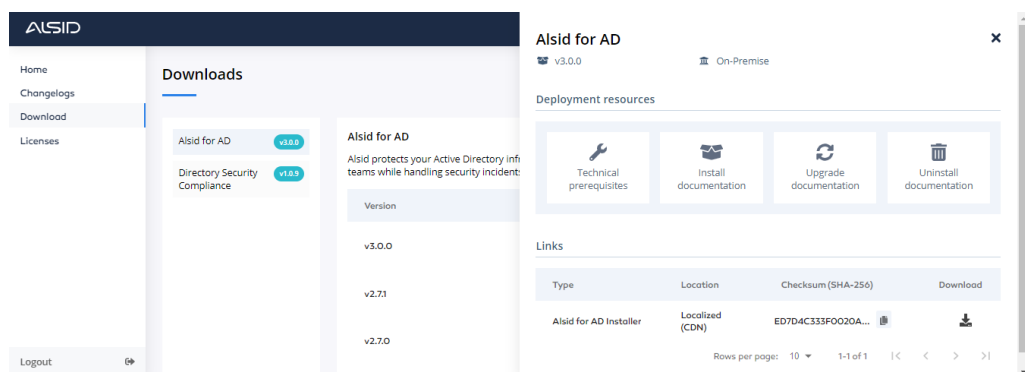 ALSID
Home
Changelogs
Download
Licenses
Logout
Downloads
Alsid for AD
v3.0.0
Directory Security
Compliance
v1.0.9
Alsid for AD
Alsid protects your Active Directory infr
teams while handling security incidents
Version
v3.0.0
v2.7.1
v2.7.0
Alsid for AD
v3.0.0
On-Premise
Deployment resources
Technical
prerequisites
Install
documentation
Upgrade
documentation
Uninstall
documentation
Links
Type Location Checksum (SHA-256) Download
Alsid for AD Installer
Localized
(CDN)
ED7D4C333F0020A...
Rows per page: 10 1-1 of 1